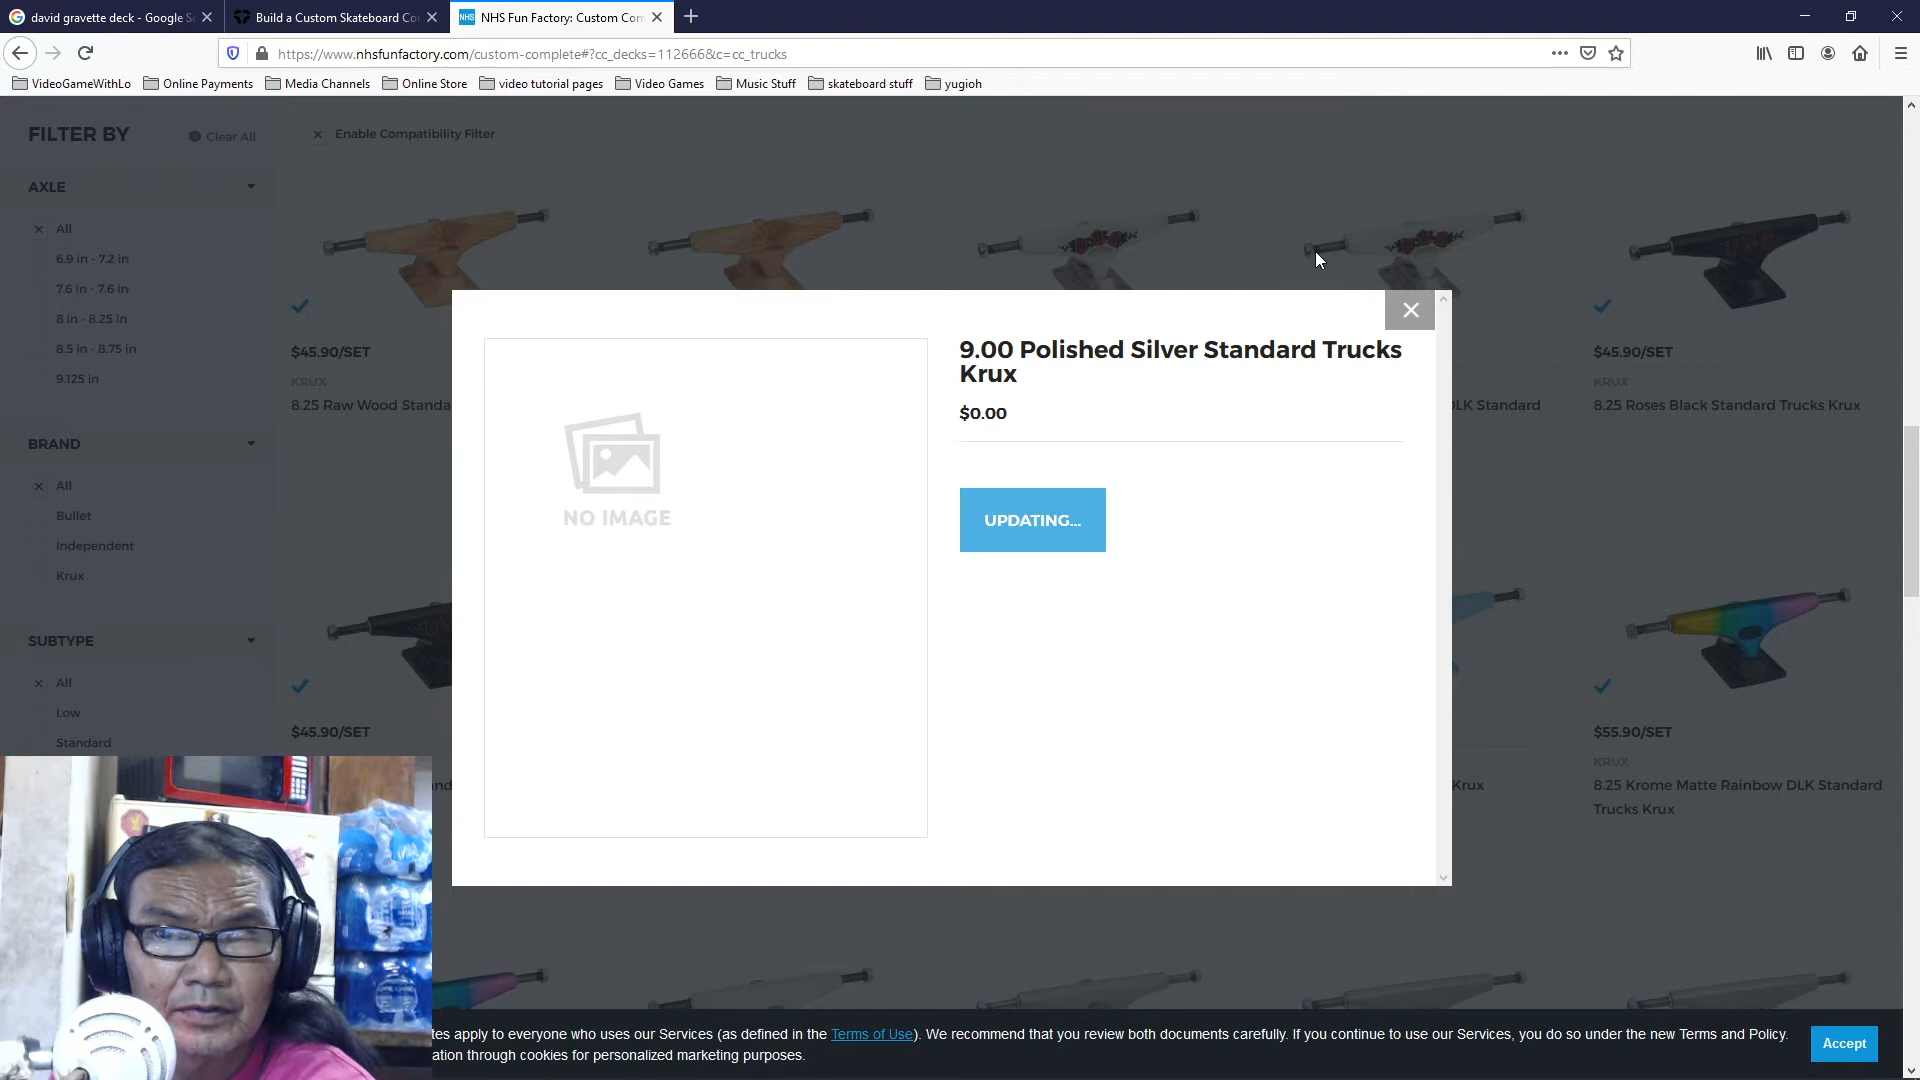 david gravette deck - Google Se
Build a Custom Skateboard Co
NHS
NHS Fun Factory: Custom Com
https://www.nhsfunfactory.com/custom-complete#?cc_decks=112666&c=cc_trucks
VideoGameWithLo
Online Payments
Media Channels
Online Store
video tutorial pages
Video Games
Music Stuff
skateboard stuff
yugioh
FILTER BY
Clear All
Enable Compatibility Filter
AXLE
All
6.9 in - 7.2 in
7.6 in - 7.6 in
8 in - 8.25 in
8.5 in - 8.75 in
9.125 in
BRAND
All
Bullet
Independent
Krux
SUBTYPE
All
Low
Standard
$45.90/SET
KRUX
8.25 Raw Wood Standa
DLK Standard
$45.90/SET
KRUX
8.25 Roses Black Standard Trucks Krux
9.00 Polished Silver Standard Trucks
Krux
$0.00
UPDATING...
NO IMAGE
$45.90/SET
nd
Krux
$55.90/SET
KRUX
8.25 Krome Matte Rainbow DLK Standard
Trucks Krux
tes apply to everyone who uses our Services (as defined in the Terms of Use). We recommend that you review both documents carefully. If you continue to use our Services, you do so under the new Terms and Policy.
ation through cookies for personalized marketing purposes.
Accept